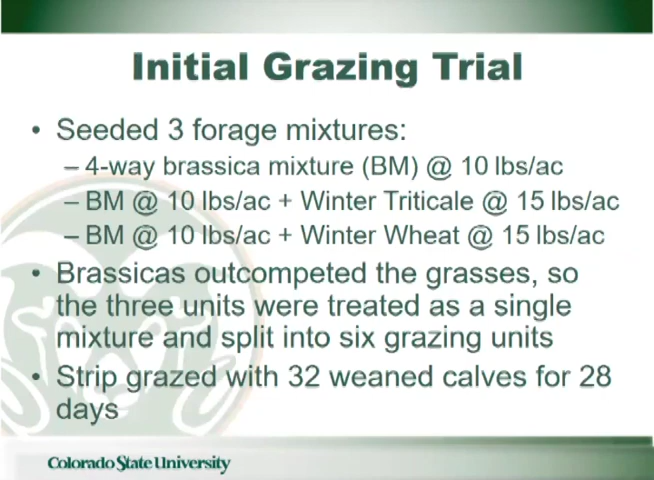 Initial Grazing Trial
• Seeded 3 forage mixtures:
– 4-way brassica mixture (BM) @ 10 lbs/ac
– BM @ 10 lbs/ac + Winter Triticale @ 15 lbs/ac
– BM @ 10 lbs/ac + Winter Wheat @ 15 lbs/ac
• Brassicas outcompeted the grasses, so
the three units were treated as a single
mixture and split into six grazing units
• Strip grazed with 32 weaned calves for 28
days
Colorado State University